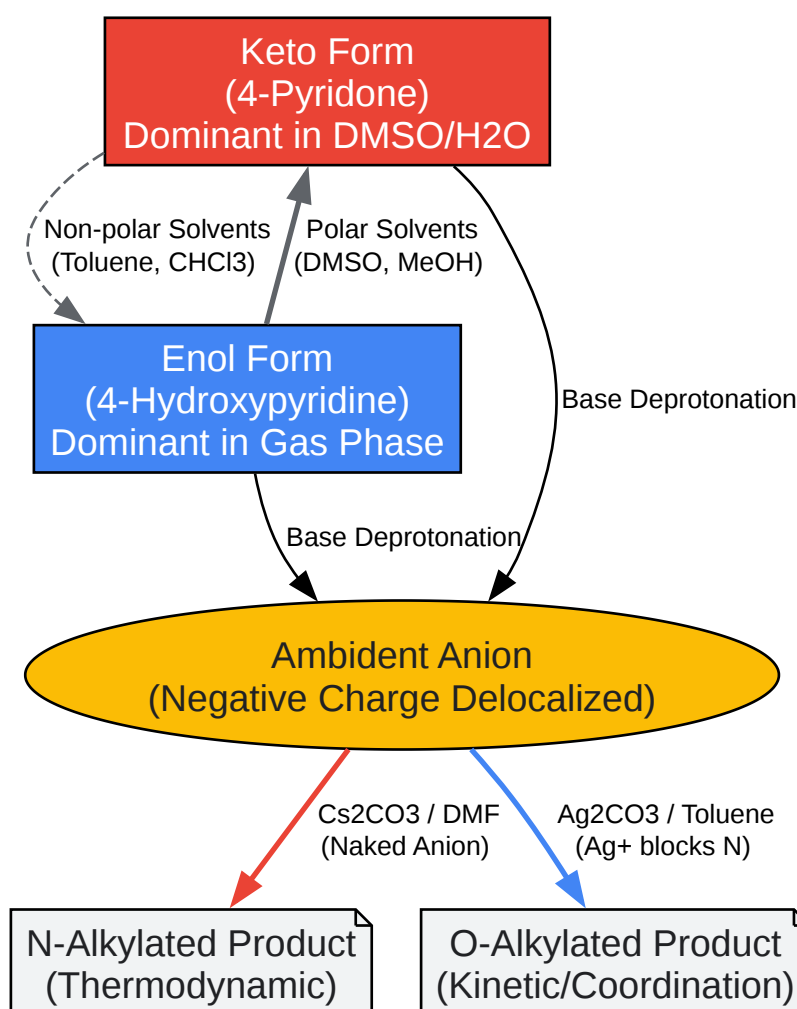 Keto Form
(4-Pyridone)
Dominant in DMSO/H2O
Non-polar Solvents
(Toluene, CHCl3)
Polar Solvents
(DMSO, MeOH)
Enol Form
(4-Hydroxypyridine)
Dominant in Gas Phase
Base Deprotonation
Base Deprotonation
Ambident Anion
(Negative Charge Delocalized)
Cs2CO3 / DMF
(Naked Anion)
Ag2CO3 / Toluene
(Ag+ blocks N)
N-Alkylated Product
(Thermodynamic)
O-Alkylated Product
(Kinetic/Coordination)